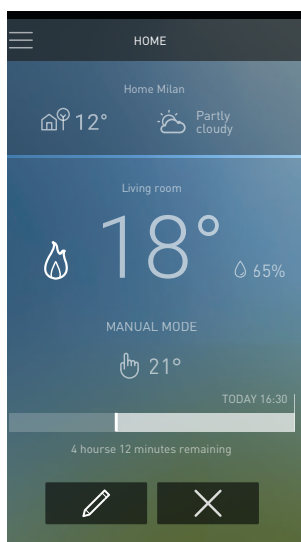 HOME
Home Milan
12° Partly
cloudy
Living room
18°
65%
MANUAL MODE
21°
TODAY 16:30
4 hourse 12 minutes remaining